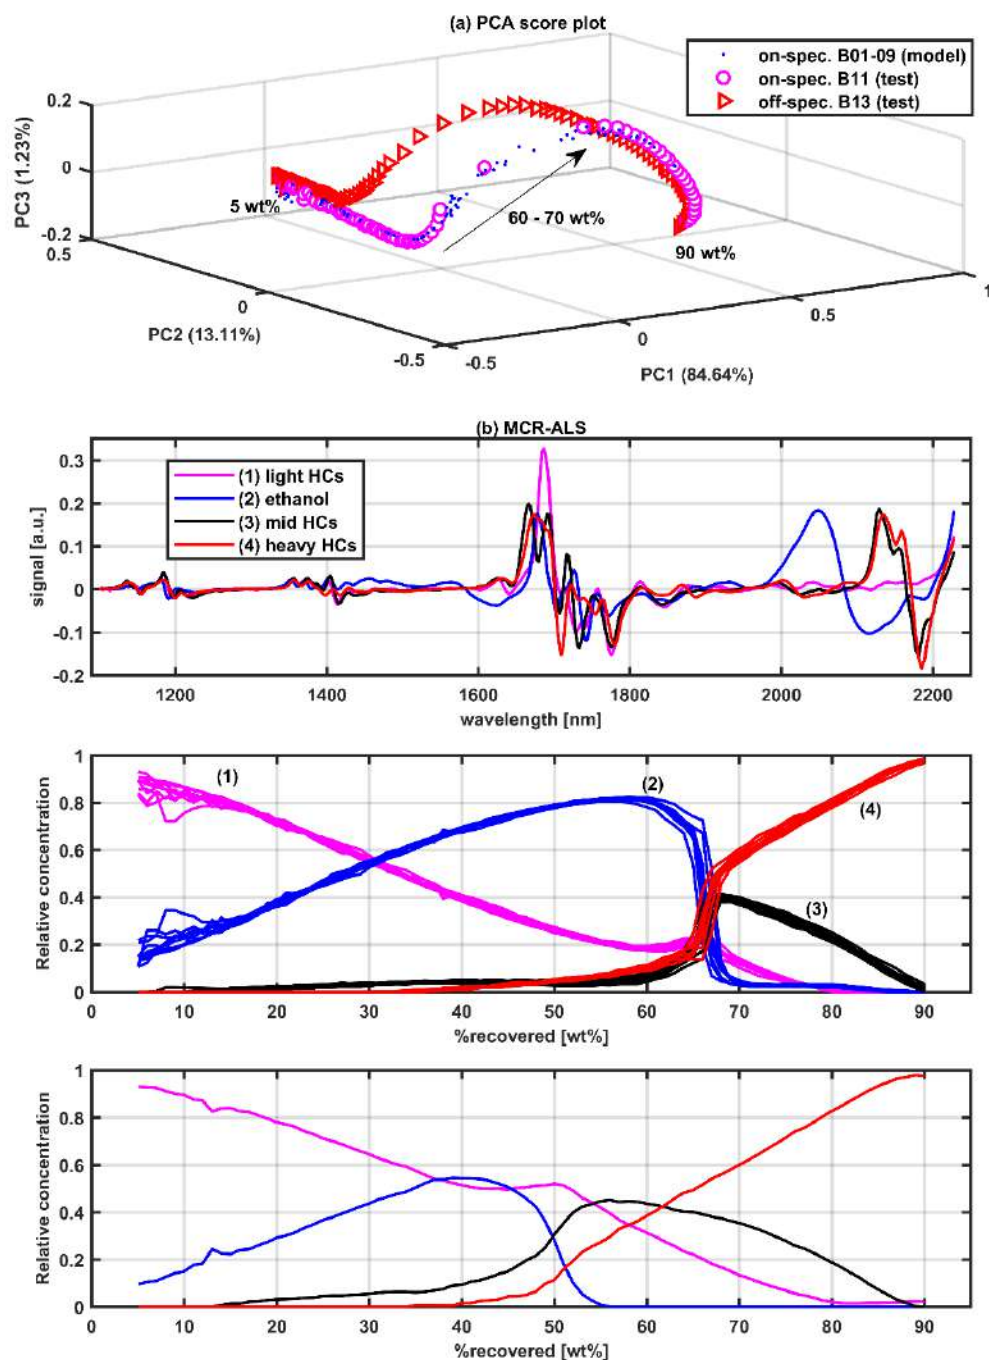 (a) PCA score plot
on-spec. B01-09 (model)
on-spec. B11 (test)
off-spec. B13 (test)
0.2
0
-0.2
PC3 (1.23%)
5 wt%
60 - 70 wt%
90 wt%
0.5
0
-0.5
PC2 (13.11%)
-0.5
0
0.5
1
PC1 (84.64%)
(b) MCR-ALS
(1) light HCs
(2) ethanol
(3) mid HCs
(4) heavy HCs
0.3
0.2
0.1
0
-0.1
-0.2
signal [a.u.]
1200 1400 1600 1800 2000 2200
wavelength [nm]
1
0.8
0.6
0.4
0.2
0
Relative concentration
(1)
(2)
(4)
(3)
0 10 20 30 40 50 60 70 80 90
%recovered [wt%]
1
0.8
0.6
0.4
0.2
0
Relative concentration
0 10 20 30 40 50 60 70 80 90
%recovered [wt%]